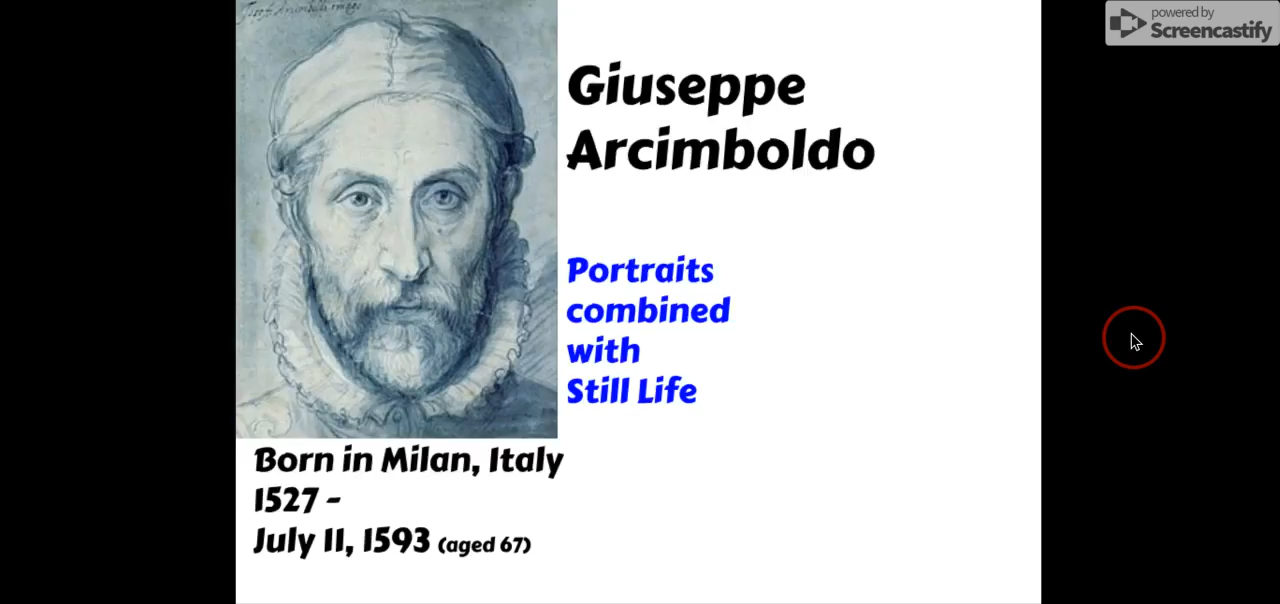 powered by
Screencastify
Giuseppe
Arcimboldo
Portraits
combined
with
Still Life
Born in Milan, Italy
1527 -
July 11, 1593 (aged 67)